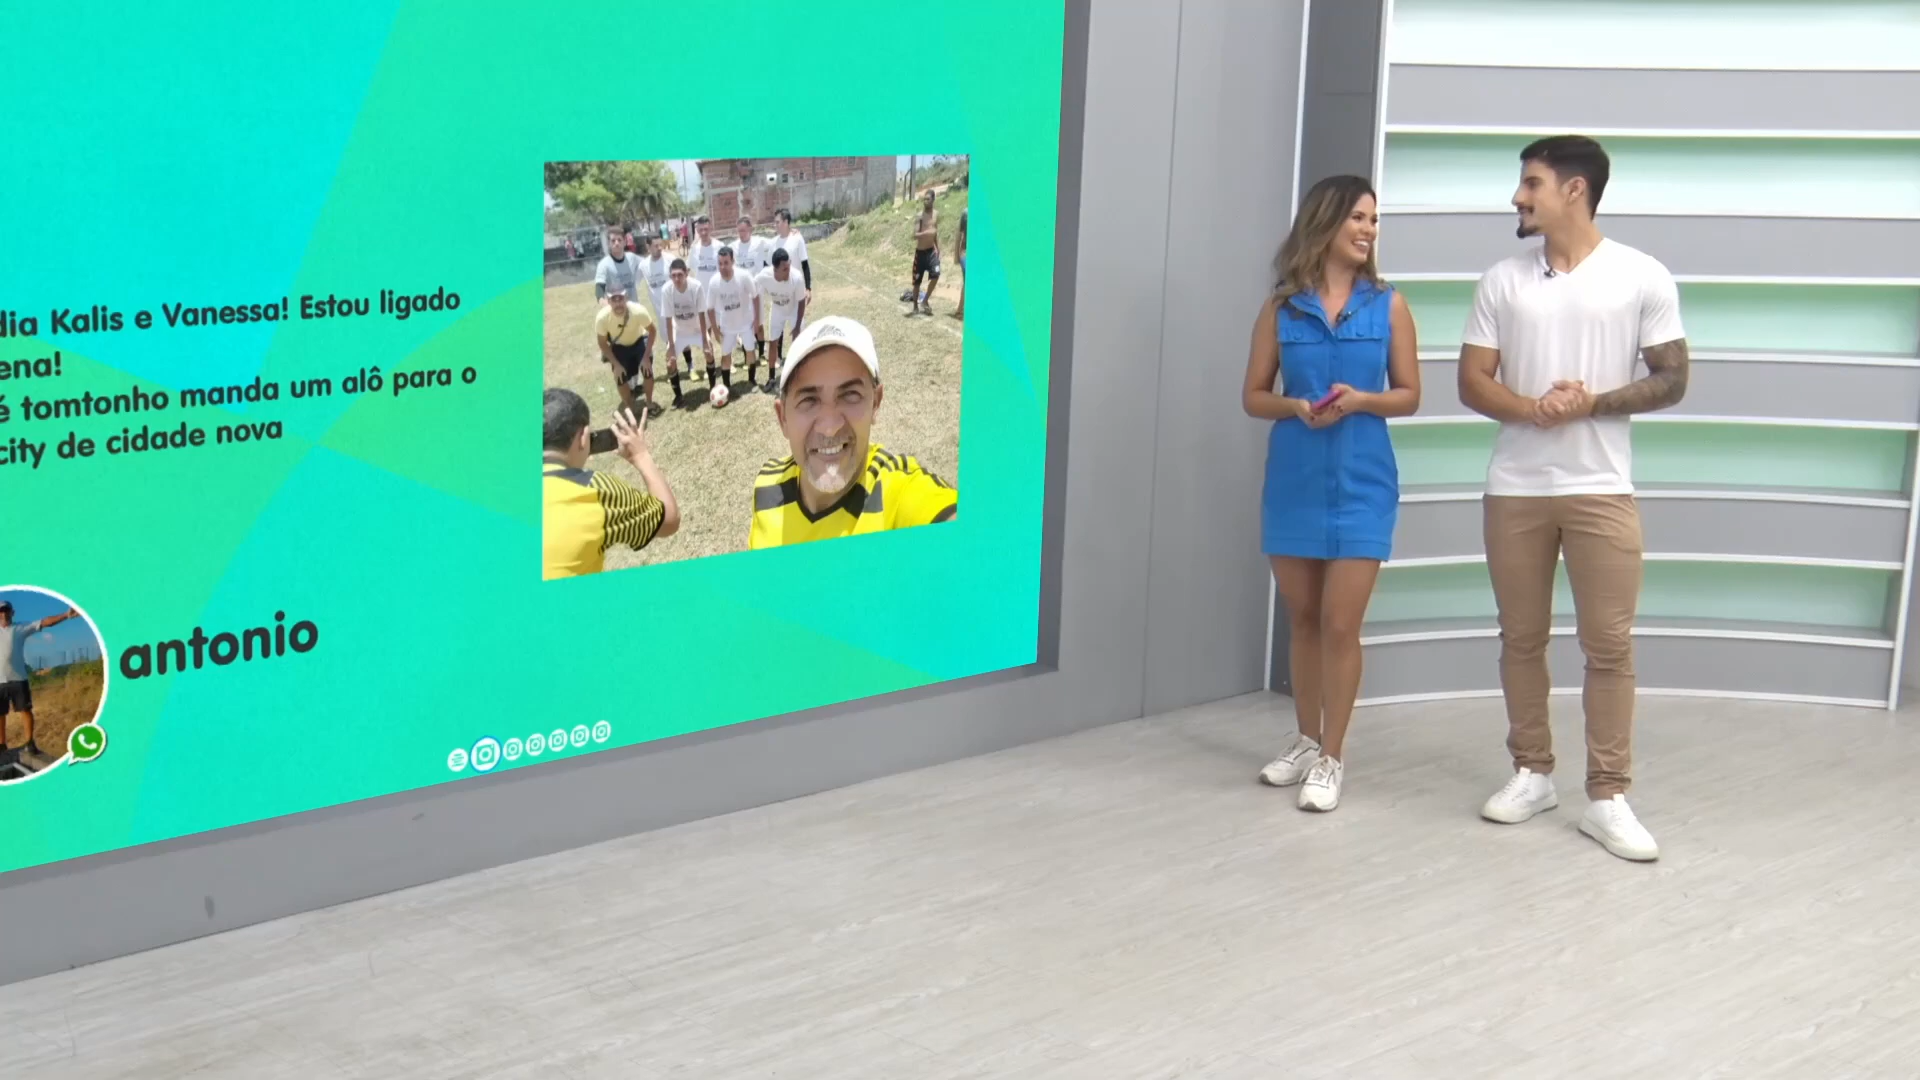 dia Kalis e Vanessa! Estou ligado
ena!
é tomtonho manda um alô para o
city de cidade nova
antonio